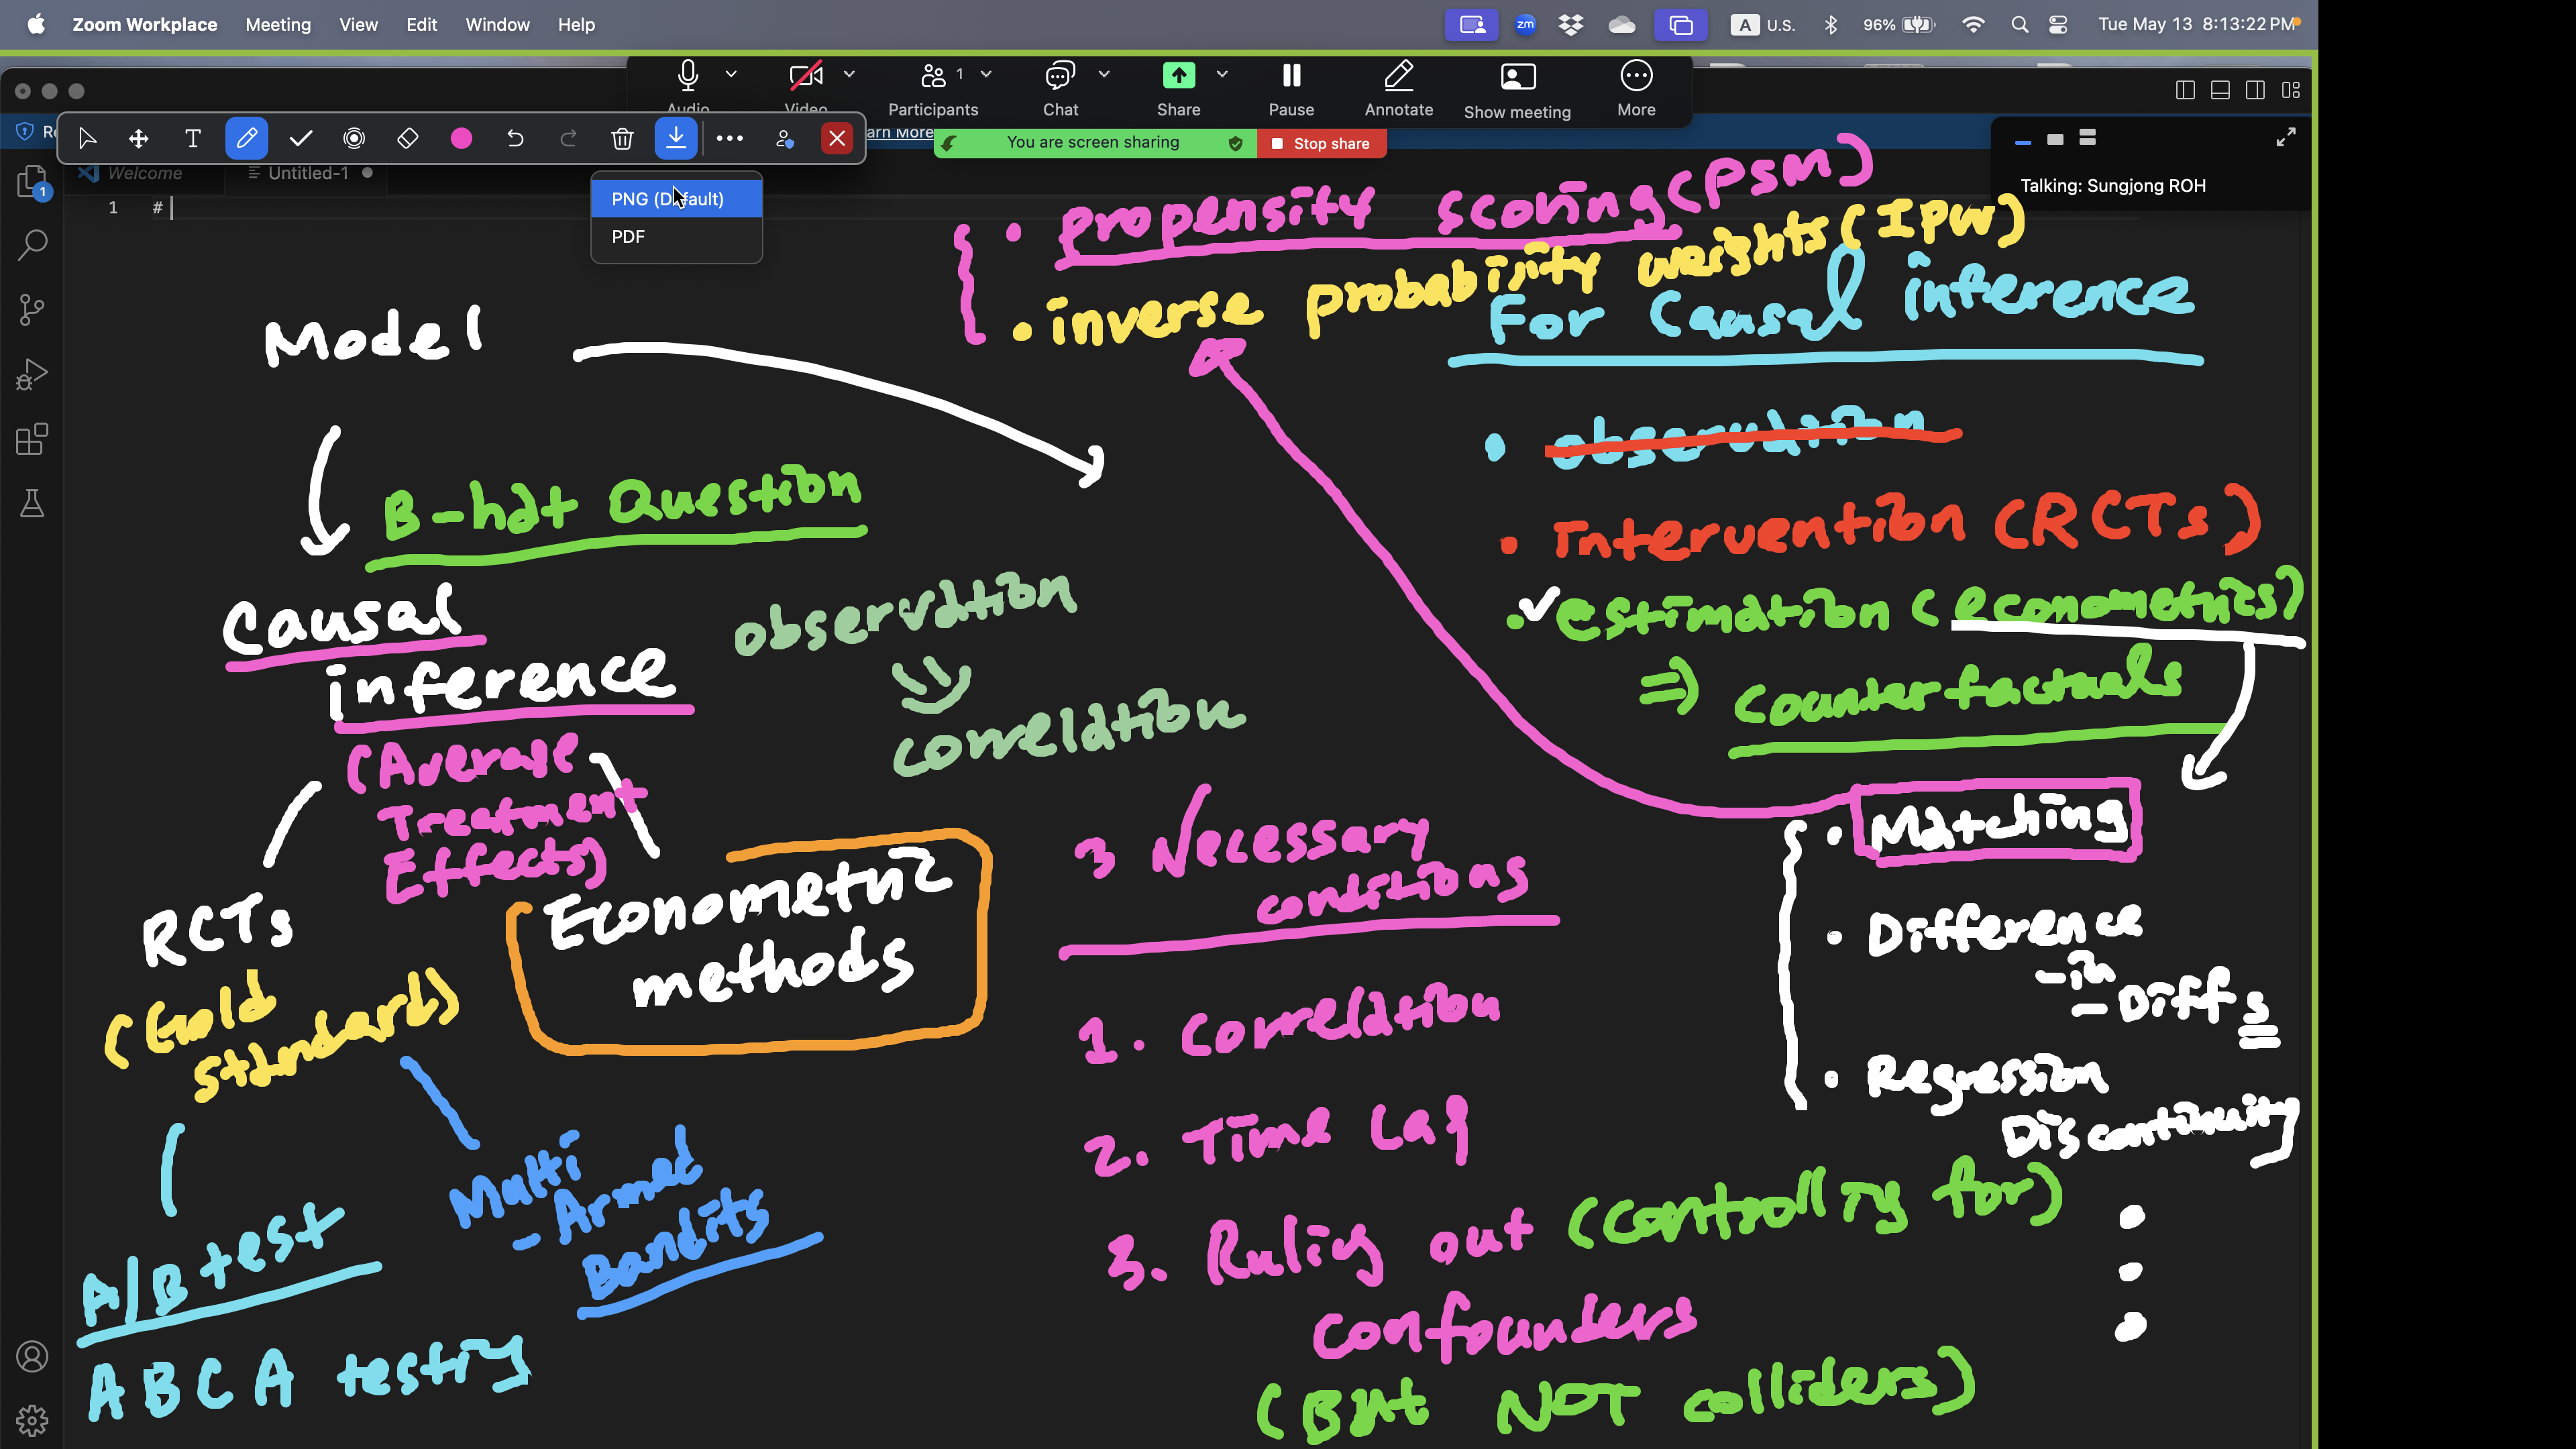 Zoom Workplace Meeting View Edit Window Help
zm A U.S. 96% Tue May 13 8:13:22 PM
Audio Video Participants 1 Chat Share Pause Annotate Show meeting More
T
Re
arn More
You are screen sharing Stop share
Talking: Sungjong ROH
Welcome Untitled-1
1
1 #
PNG (Default)
PDF
• propensity scoring (PSM)
• inverse probability weights (IPW)
Model
B-hat Question
Causal
inference
(Average
Treatment
Effects)
RCTs
(Gold
standard)
Econometric
methods
A/B test
A B C A testing
Multi
- Armed
Bandits
observation
correlation
3 Necessary
conditions
1. Correlation
2. Time Lag
3. Ruling out (controlling for)
confounders
(But NOT colliders)
For Causal inference
• observation
• Intervention (RCTs)
• estimation (econometrics)
⇒ Counterfactuals
• Matching
• Difference
-in
- Diffs
• Regression
Discontinuity